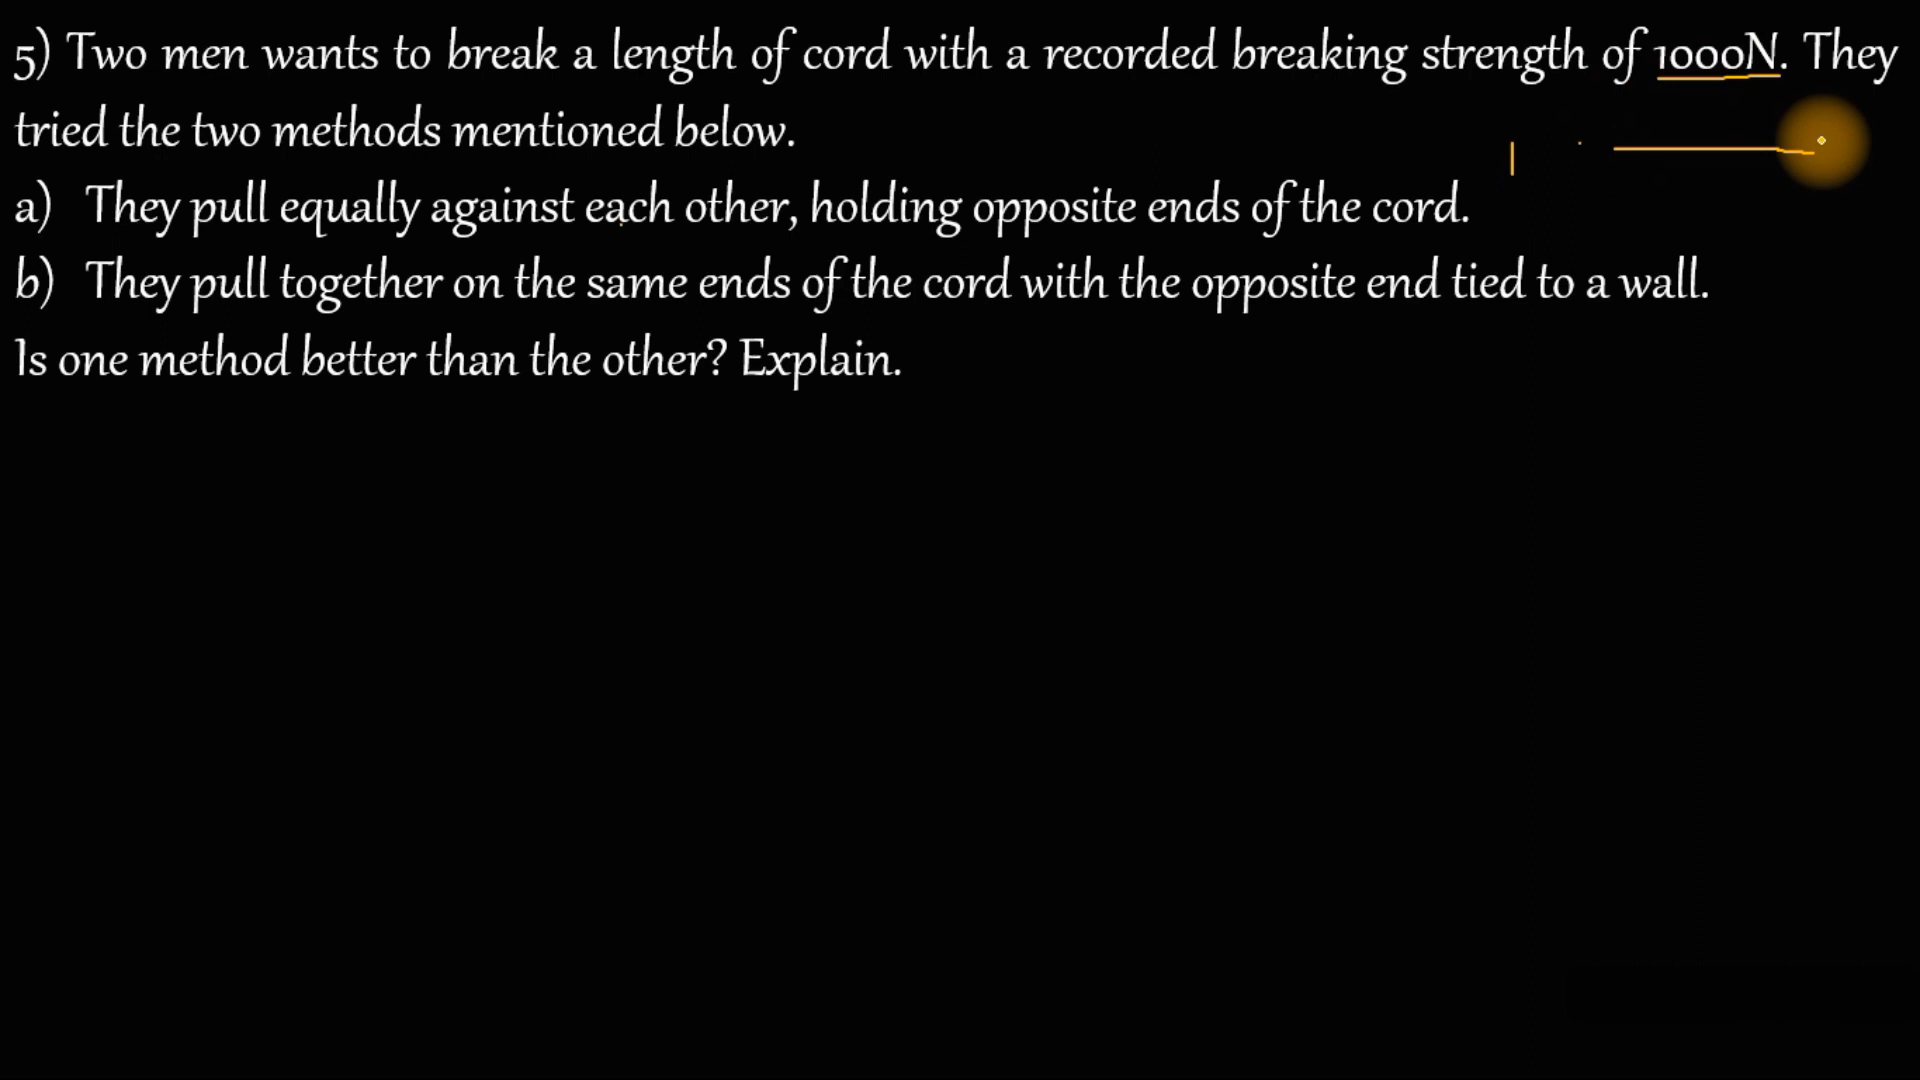 5) Two men wants to break a length of cord with a recorded breaking strength of 1000N. They
tried the two methods mentioned below.
a) They pull equally against each other, holding opposite ends of the cord.
b) They pull together on the same ends of the cord with the opposite end tied to a wall.
Is one method better than the other? Explain.